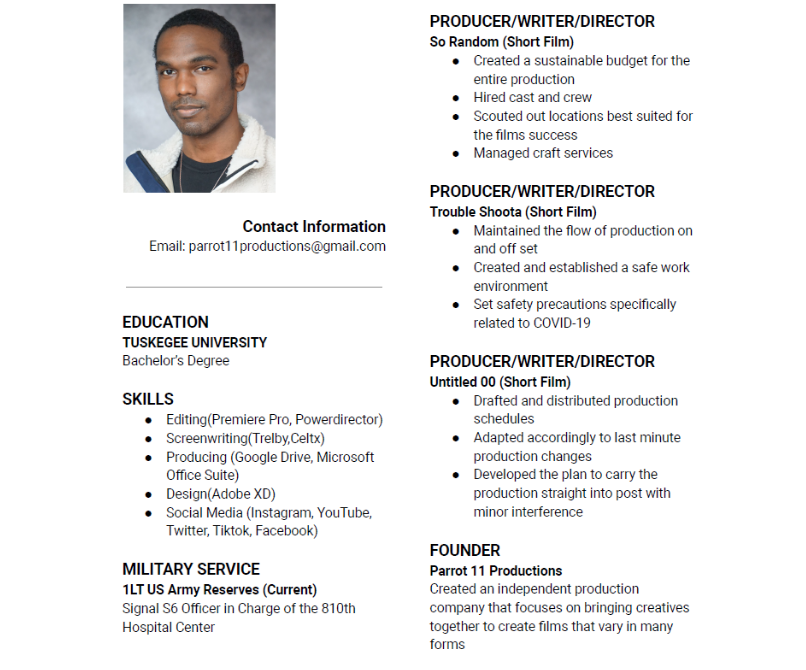 Contact Information
Email: parrot11productions@gmail.com
EDUCATION
TUSKEGEE UNIVERSITY
Bachelor's Degree
SKILLS
● Editing(Premiere Pro, Powerdirector)
● Screenwriting(Trelby,Celtx)
● Producing (Google Drive, Microsoft
Office Suite)
● Design(Adobe XD)
● Social Media (Instagram, YouTube,
Twitter, Tiktok, Facebook)
MILITARY SERVICE
1LT US Army Reserves (Current)
Signal S6 Officer in Charge of the 810th
Hospital Center
PRODUCER/WRITER/DIRECTOR
So Random (Short Film)
● Created a sustainable budget for the
entire production
● Hired cast and crew
● Scouted out locations best suited for
the films success
● Managed craft services
PRODUCER/WRITER/DIRECTOR
Trouble Shoota (Short Film)
● Maintained the flow of production on
and off set
● Created and established a safe work
environment
● Set safety precautions specifically
related to COVID-19
PRODUCER/WRITER/DIRECTOR
Untitled 00 (Short Film)
● Drafted and distributed production
schedules
● Adapted accordingly to last minute
production changes
● Developed the plan to carry the
production straight into post with
minor interference
FOUNDER
Parrot 11 Productions
Created an independent production
company that focuses on bringing creatives
together to create films that vary in many
forms